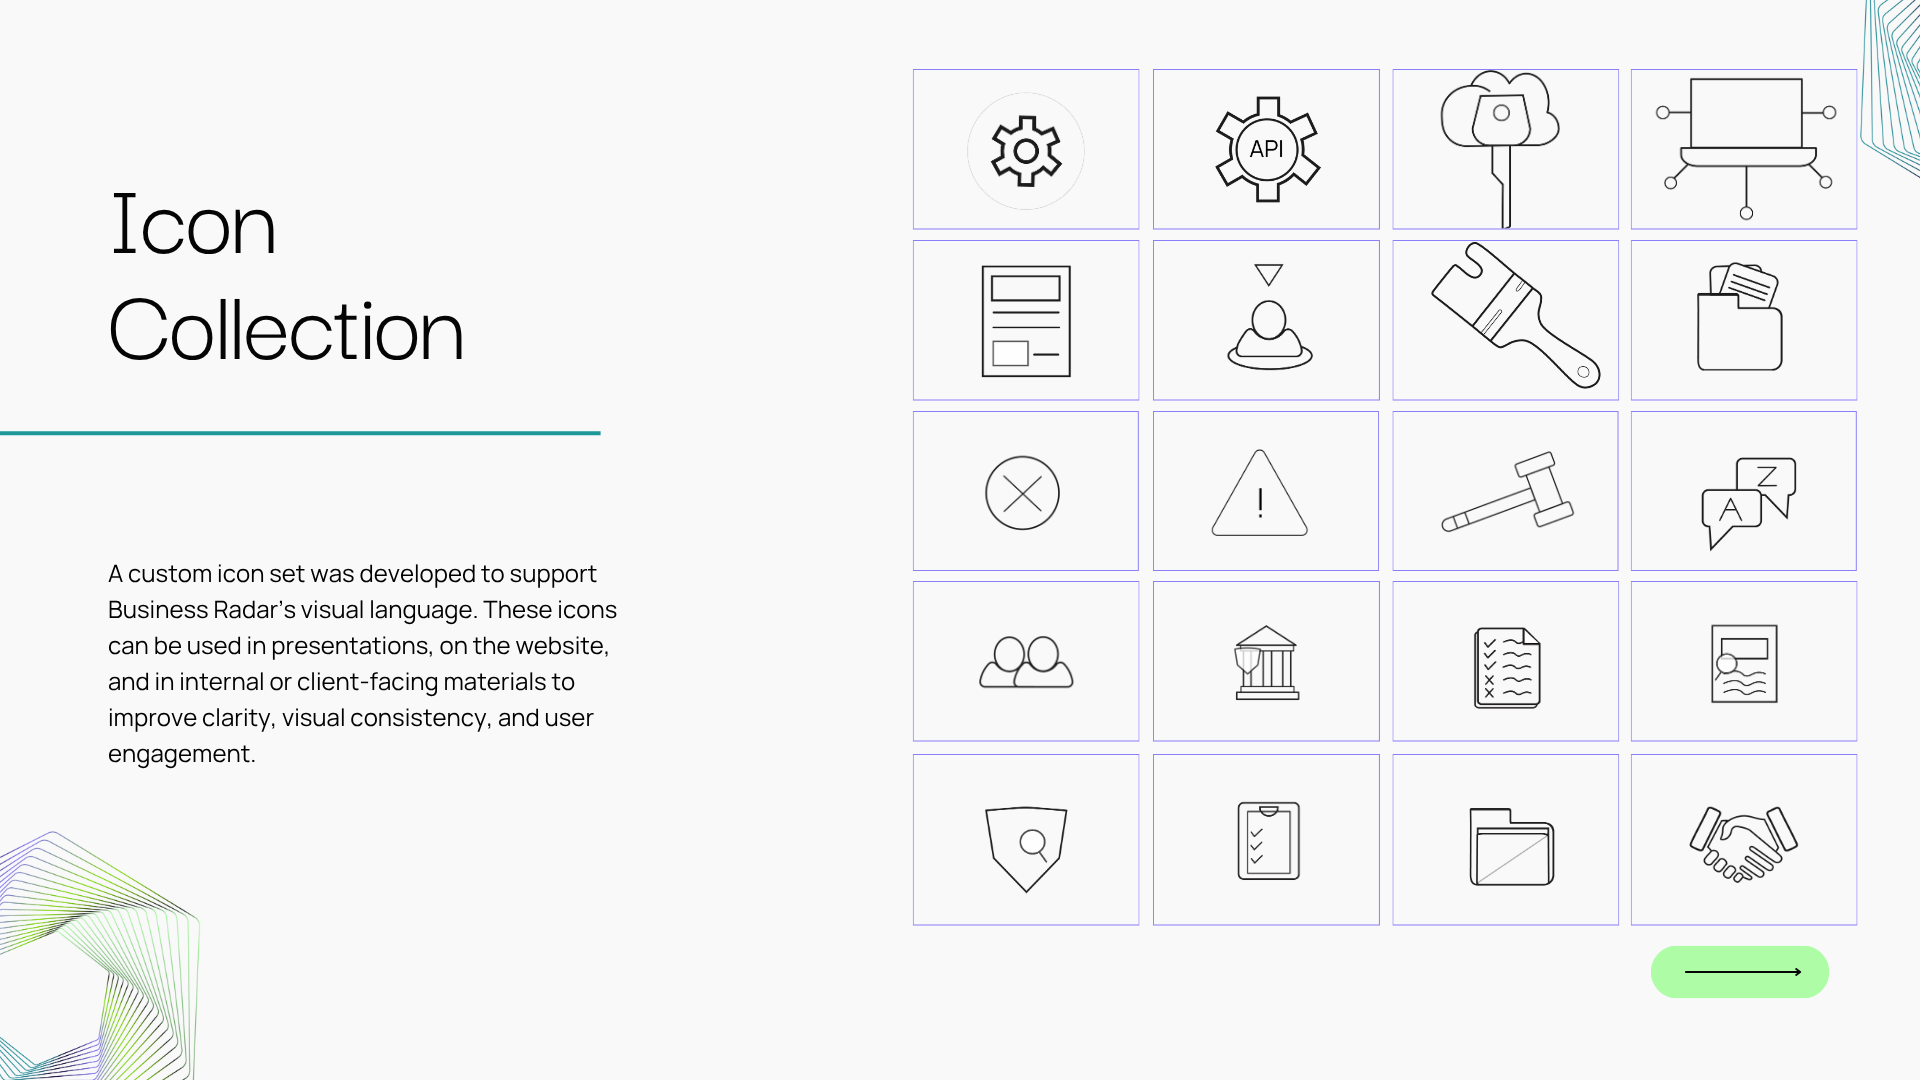 Icon
Collection
A custom icon set was developed to support
Business Radar's visual language. These icons
can be used in presentations, on the website,
and in internal or client-facing materials to
improve clarity, visual consistency, and user
engagement.
API
!
Z
A